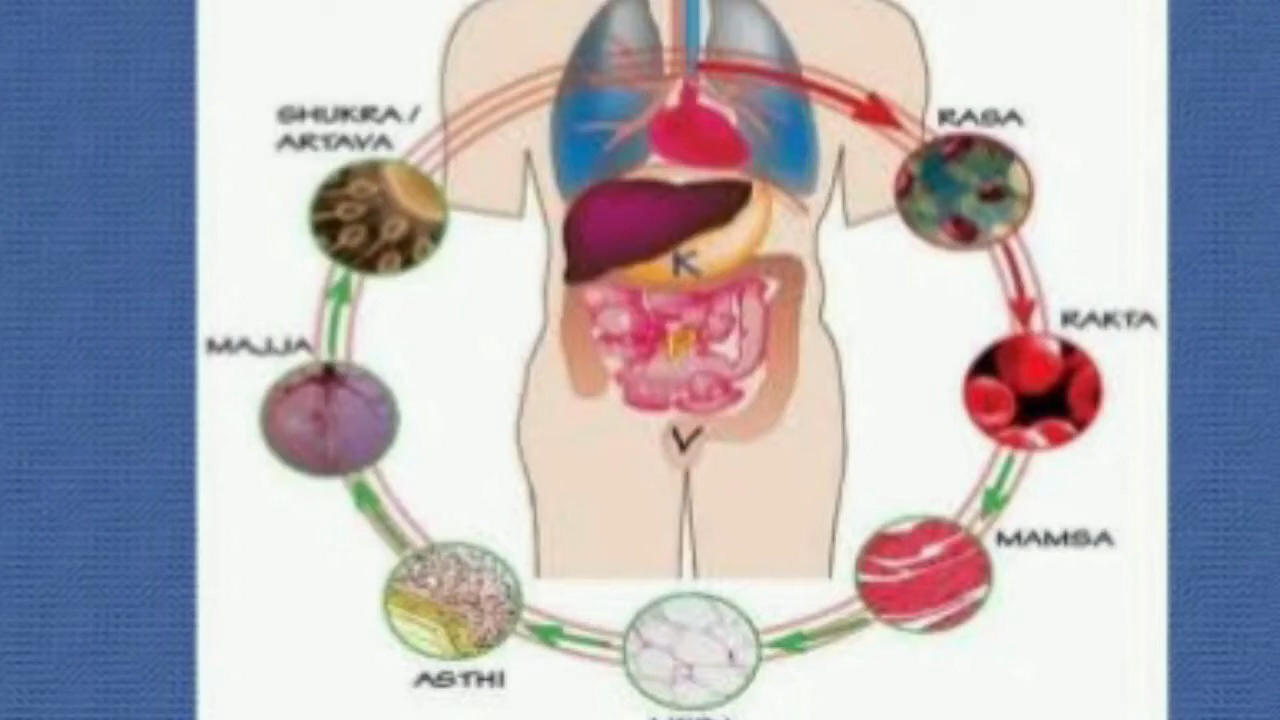 SHUKRA /
ARTAVA
RASA
K
RAKTA
MAJJA
P
V
MAMSA
ASTHI